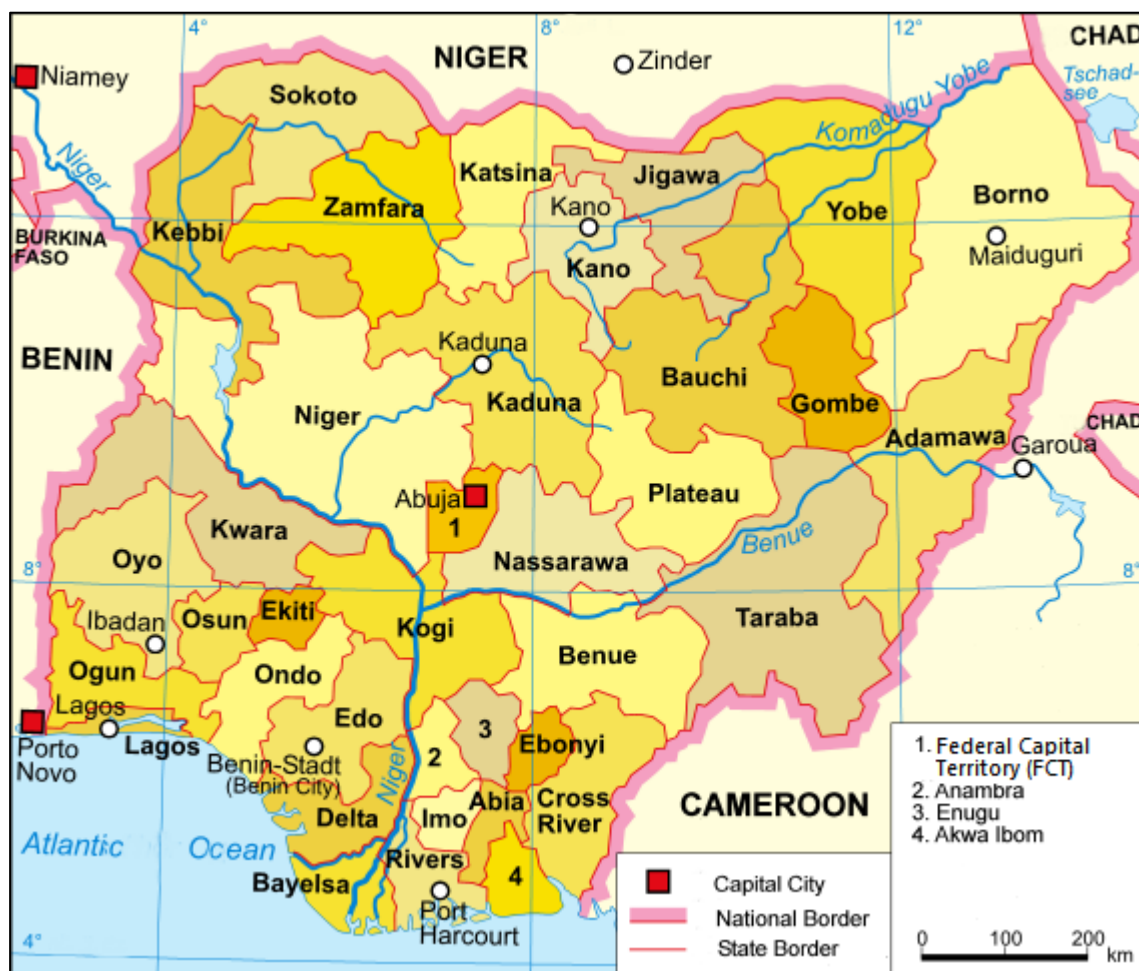 4°
8°
12°
NIGER
Zinder
CHAD
Tschad-
see
Niamey
Sokoto
Komadugu Yobe
Niger
Katsina
Jigawa
Borno
Zamfara
Kano
Yobe
Kebbi
BURKINA
FASO
Maiduguri
Kano
BENIN
Kaduna
Bauchi
Niger
Kaduna
Gombe
CHAD
Adamawa
Garoua
Abuja
Plateau
1
Kwara
Benue
Oyo
Nassarawa
8°
8°
Ibadan
Osun
Ekiti
Kogi
Taraba
Benue
Ogun
Ondo
Lagos
Edo
3
Ebonyi
Porto
Novo
Lagos
2
Niger
Benin-Stadt
(Benin City)
Abia
Cross
River
CAMEROON
Delta
Imo
Atlantic Ocean
Rivers
Bayelsa
4
Port
Harcourt
4°
1. Federal Capital
Territory (FCT)
2. Anambra
3. Enugu
4. Akwa Ibom
Capital City
National Border
State Border
0 100 200
km